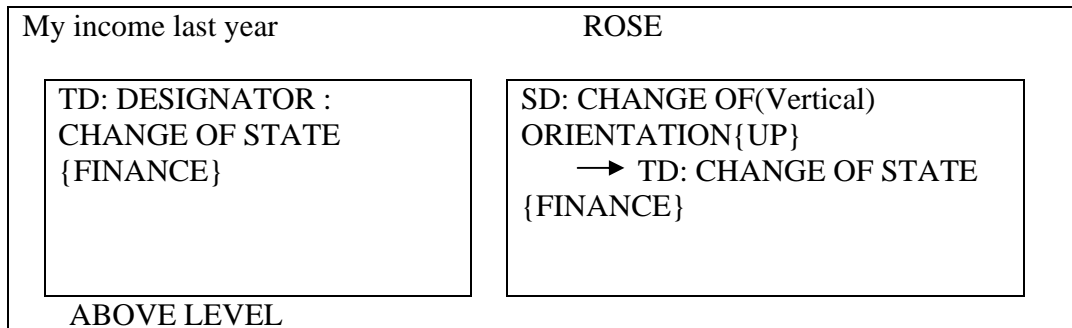 My income last year ROSE
TD: DESIGNATOR :
CHANGE OF STATE
{FINANCE}
SD: CHANGE OF(Vertical)
ORIENTATION{UP}
→ TD: CHANGE OF STATE
{FINANCE}
ABOVE LEVEL